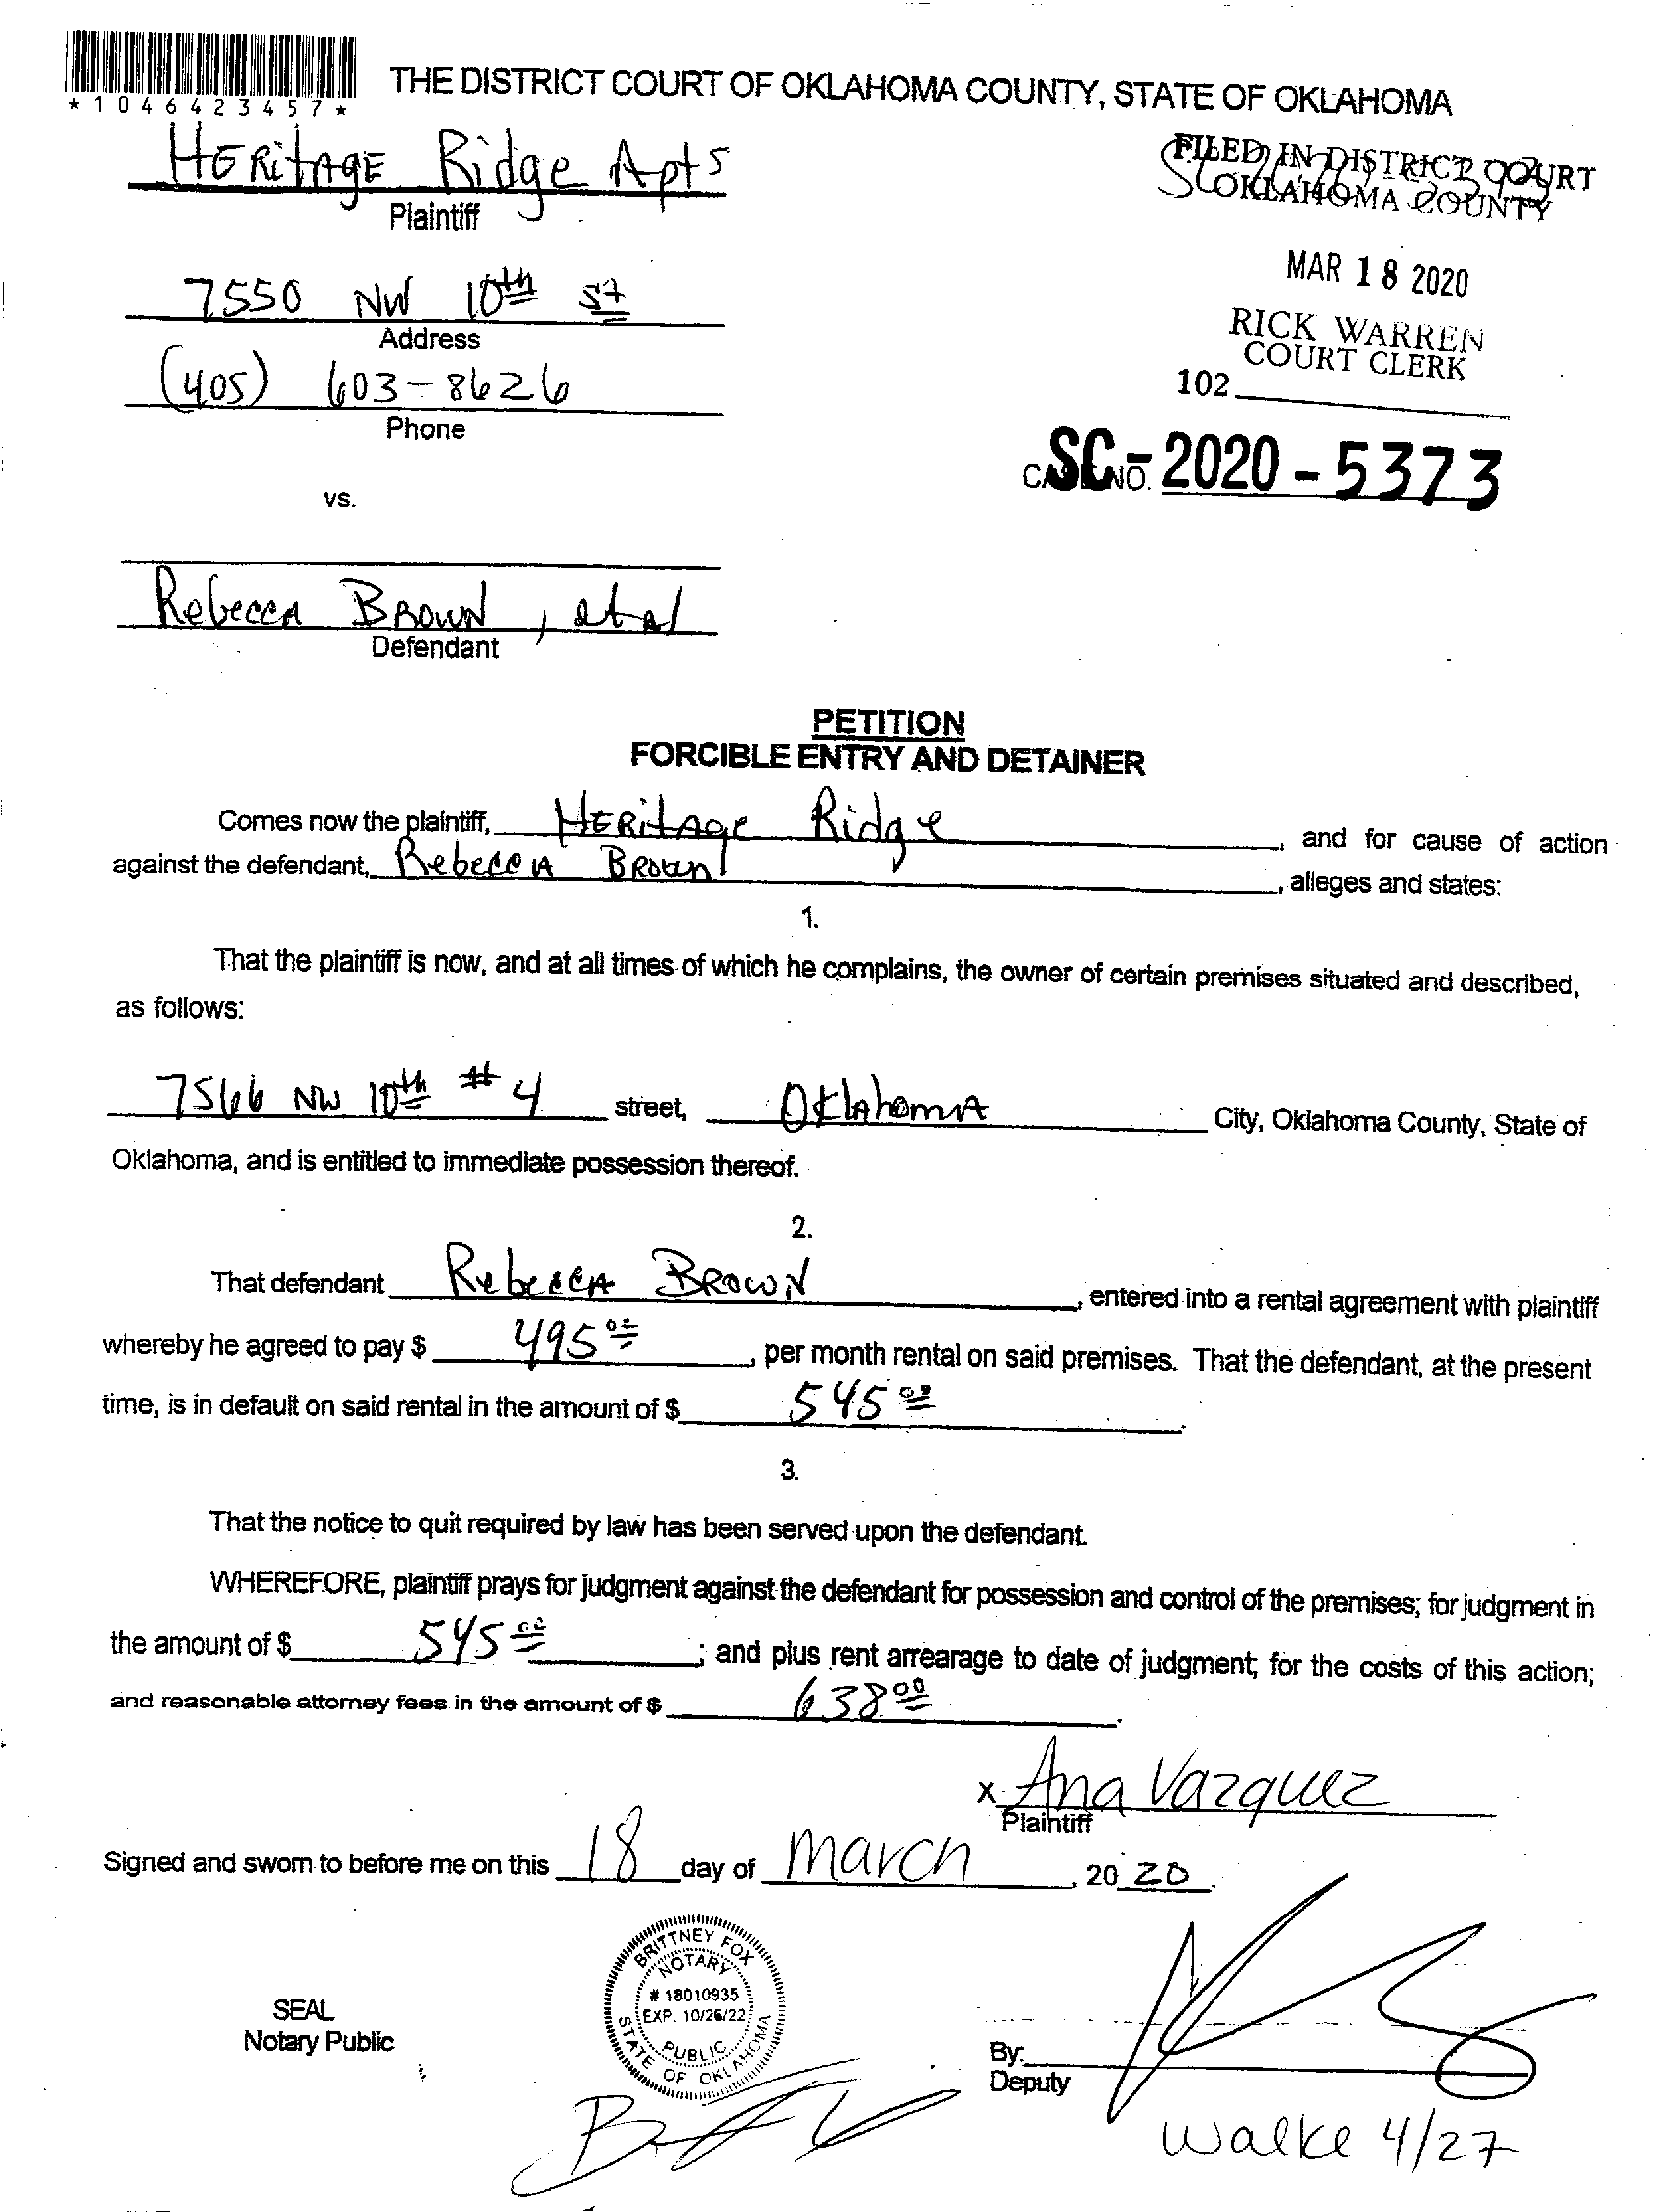 *1046423457*
THE DISTRICT COURT OF OKLAHOMA COUNTY, STATE OF OKLAHOMA
HERitAGE Ridge Apts
Plaintiff
FILED IN DISTRICT COURT
OKLAHOMA COUNTY
MAR 18 2020
RICK WARREN
COURT CLERK
102
7550 NW 10th St
Address
(405) 603-8626
Phone
CASE NO. SC-2020-5373
vs.
Rebecca Brown, et al
Defendant
PETITION
FORCIBLE ENTRY AND DETAINER
Comes now the plaintiff, HERitAge Ridge, and for cause of action
against the defendant, Rebecca Brown, alleges and states:
1.
That the plaintiff is now, and at all times of which he complains, the owner of certain premises situated and described,
as follows:
7566 NW 10th #4 street, Oklahoma City, Oklahoma County, State of
Oklahoma, and is entitled to immediate possession thereof.
2.
That defendant Rebecca Brown, entered into a rental agreement with plaintiff
whereby he agreed to pay $ 495 00, per month rental on said premises. That the defendant, at the present
time, is in default on said rental in the amount of $ 545 00.
3.
That the notice to quit required by law has been served upon the defendant.
WHEREFORE, plaintiff prays for judgment against the defendant for possession and control of the premises; for judgment in
the amount of $ 545 00; and plus rent arrearage to date of judgment; for the costs of this action;
and reasonable attorney fees in the amount of $ 638 00.
x Ana Vazquez
Plaintiff
Signed and sworn to before me on this 18 day of March, 2020.
BRITTNEY FOX
NOTARY
# 18010935
EXP. 10/26/22
PUBLIC
STATE OF OKLAHOMA
SEAL
Notary Public
By:
Deputy
Walke 4/27